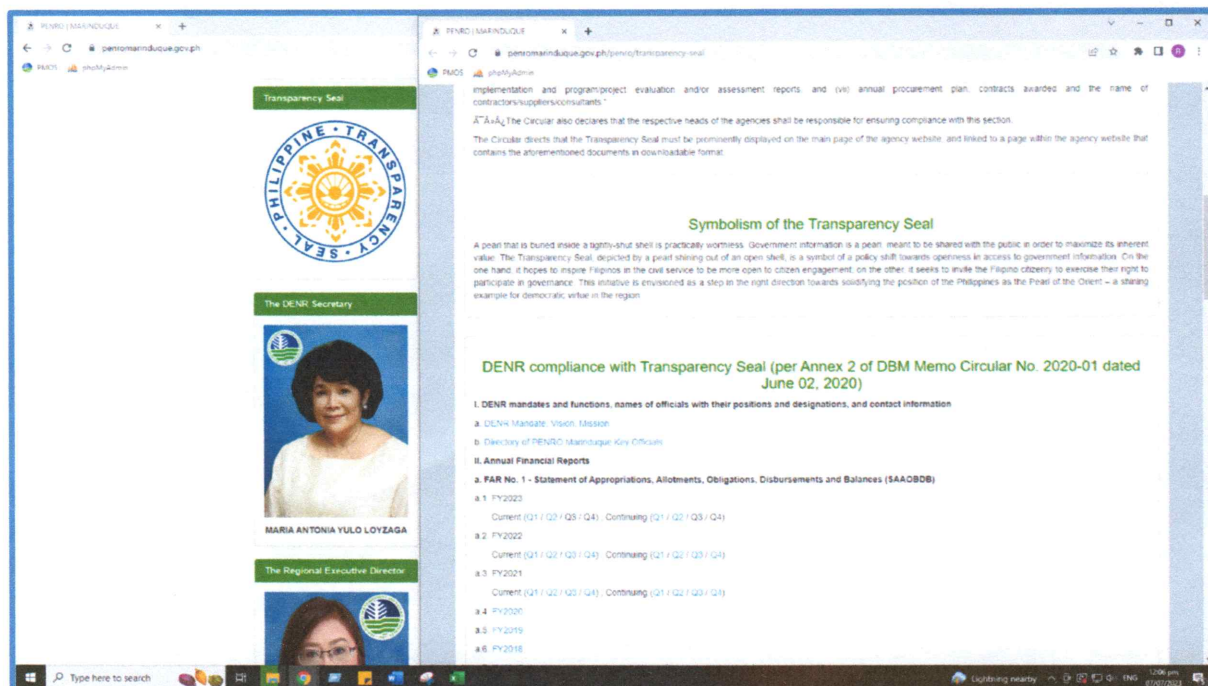 PENRO | MARINDUQUE
penromarinduque.gov.ph
PMOS
phpMyAdmin
Transparency Seal
PHILIPPINE • TRANSPARENCY SEAL •
The DENR Secretary
MARIA ANTONIA YULO LOYZAGA
The Regional Executive Director
PENRO | MARINDUQUE
penromarinduque.gov.ph/penro/transparency-seal
PMOS
phpMyAdmin
implementation and program/project evaluation and/or assessment reports; and (vii) annual procurement plan, contracts awarded and the name of
contractors/suppliers/consultants."
The Circular also declares that the respective heads of the agencies shall be responsible for ensuring compliance with this section.
The Circular directs that the Transparency Seal must be prominently displayed on the main page of the agency website, and linked to a page within the agency website that
contains the aforementioned documents in downloadable format.
Symbolism of the Transparency Seal
A pearl that is buried inside a tightly-shut shell is practically worthless. Government information is a pearl, meant to be shared with the public in order to maximize its inherent
value. The Transparency Seal, depicted by a pearl shining out of an open shell, is a symbol of a policy shift towards openness in access to government information. On the
one hand, it hopes to inspire Filipinos in the civil service to be more open to citizen engagement; on the other, it seeks to invite the Filipino citizenry to exercise their right to
participate in governance. This initiative is envisioned as a step in the right direction towards solidifying the position of the Philippines as the Pearl of the Orient – a shining
example for democratic virtue in the region.
DENR compliance with Transparency Seal (per Annex 2 of DBM Memo Circular No. 2020-01 dated
June 02, 2020)
I. DENR mandates and functions, names of officials with their positions and designations, and contact information
a. DENR Mandate, Vision, Mission
b. Directory of PENRO Marinduque Key Officials
II. Annual Financial Reports
a. FAR No. 1 - Statement of Appropriations, Allotments, Obligations, Disbursements and Balances (SAAOBDB)
a.1. FY2023
Current (Q1 / Q2 / Q3 / Q4) , Continuing (Q1 / Q2 / Q3 / Q4)
a.2. FY2022
Current (Q1 / Q2 / Q3 / Q4) , Continuing (Q1 / Q2 / Q3 / Q4)
a.3. FY2021
Current (Q1 / Q2 / Q3 / Q4) , Continuing (Q1 / Q2 / Q3 / Q4)
a.4. FY2020
a.5. FY2019
a.6. FY2018
Type here to search
Lightning nearby
ENG
12:06 pm
07/07/2023